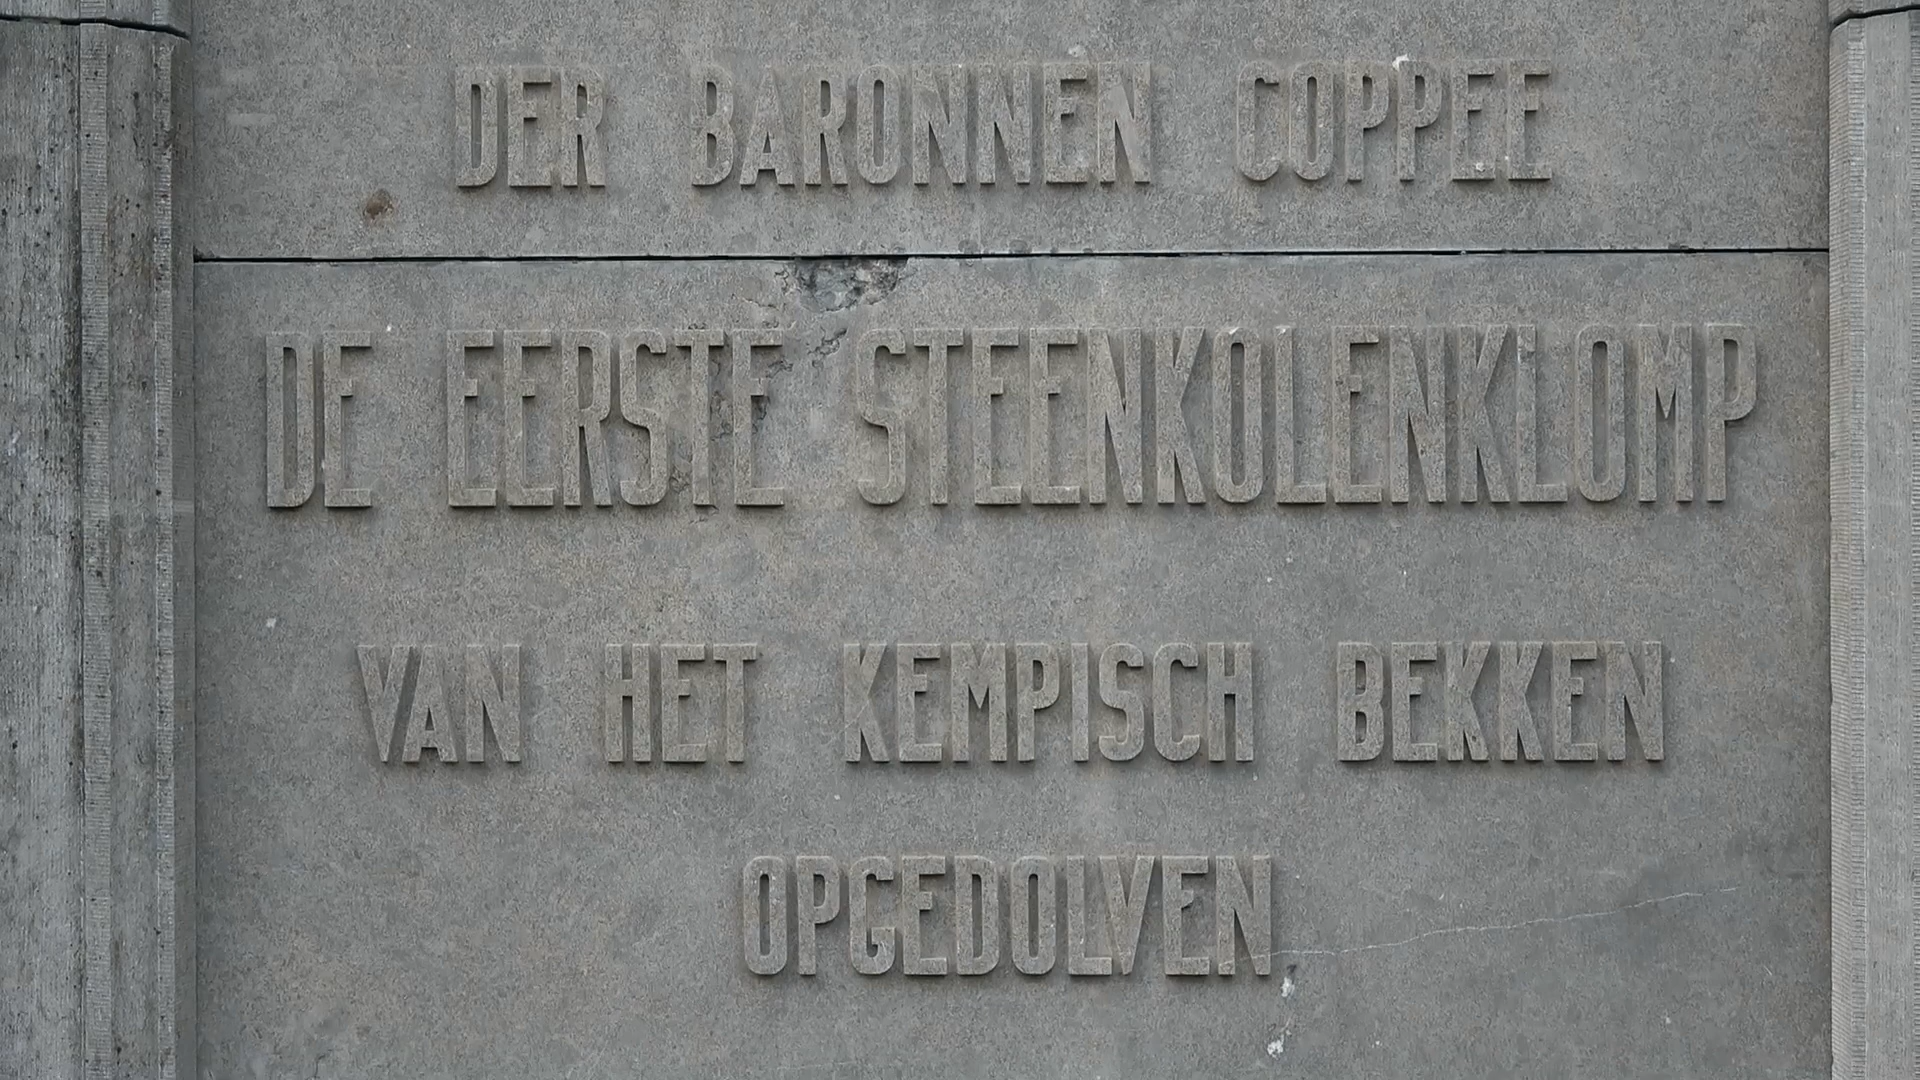 DER BARONNEN COPPEE
DE EERSTE STEENKOLENKLOMP
VAN HET KEMPISCH BEKKEN
OPGEDOLVEN